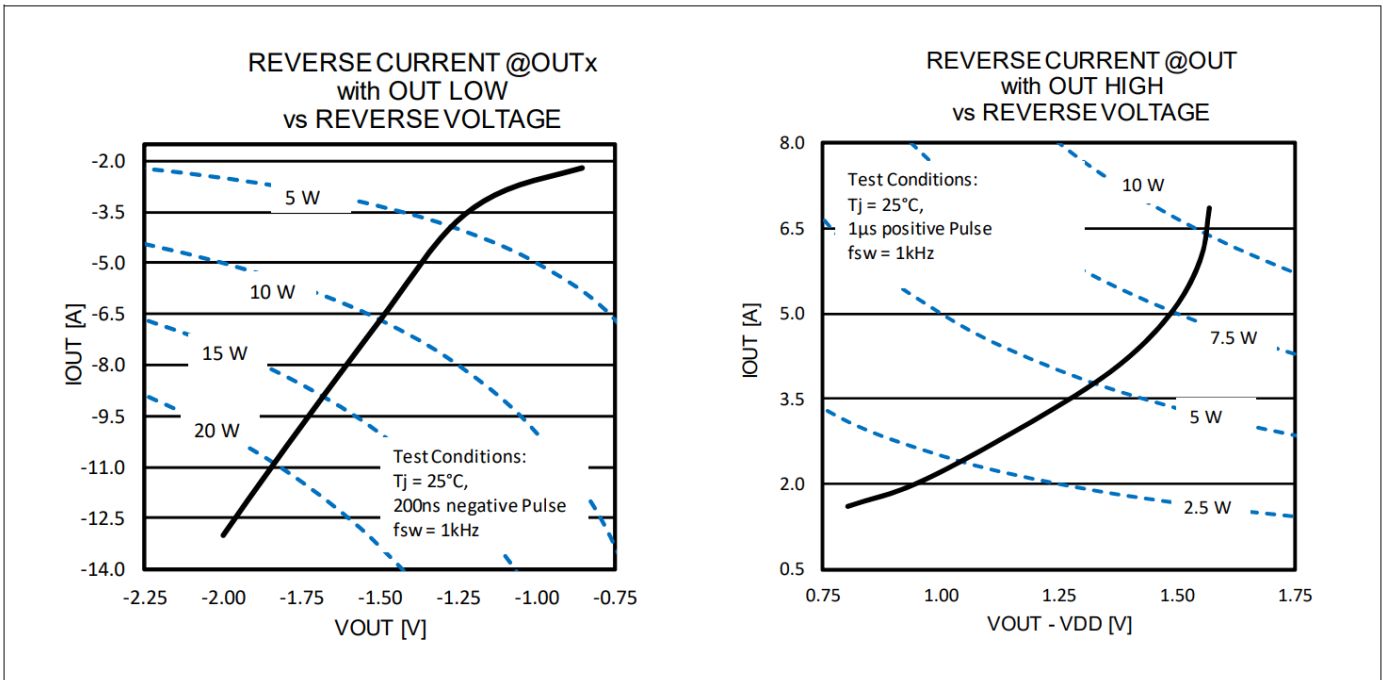 REVERSE CURRENT @OUTx
with OUT LOW
vs REVERSE VOLTAGE
-2.0
-3.5
-5.0
-6.5
-8.0
-9.5
-11.0
-12.5
-14.0
IOUT [A]
5 W
10 W
15 W
20 W
Test Conditions:
Tj = 25°C,
200ns negative Pulse
fsw = 1kHz
-2.25 -2.00 -1.75 -1.50 -1.25 -1.00 -0.75
VOUT [V]
REVERSE CURRENT @OUT
with OUT HIGH
vs REVERSE VOLTAGE
8.0
6.5
5.0
3.5
2.0
0.5
IOUT [A]
Test Conditions:
Tj = 25°C,
1µs positive Pulse
fsw = 1kHz
10 W
7.5 W
5 W
2.5 W
0.75 1.00 1.25 1.50 1.75
VOUT - VDD [V]